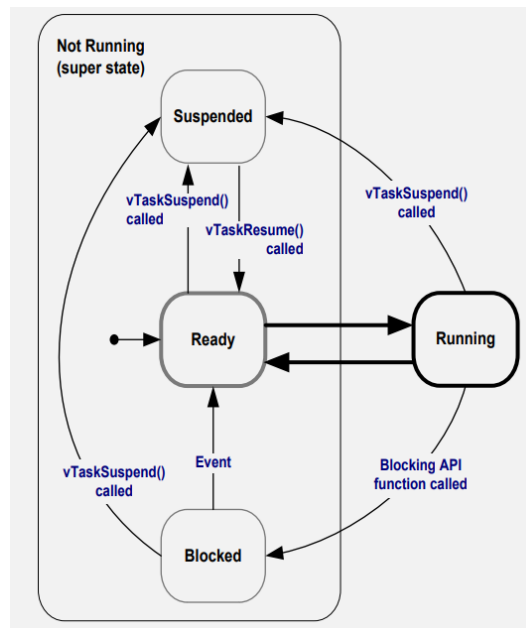 Not Running
(super state)
Suspended
vTaskSuspend()
called
vTaskResume()
called
vTaskSuspend()
called
Ready
Running
Event
vTaskSuspend()
called
Blocking API
function called
Blocked